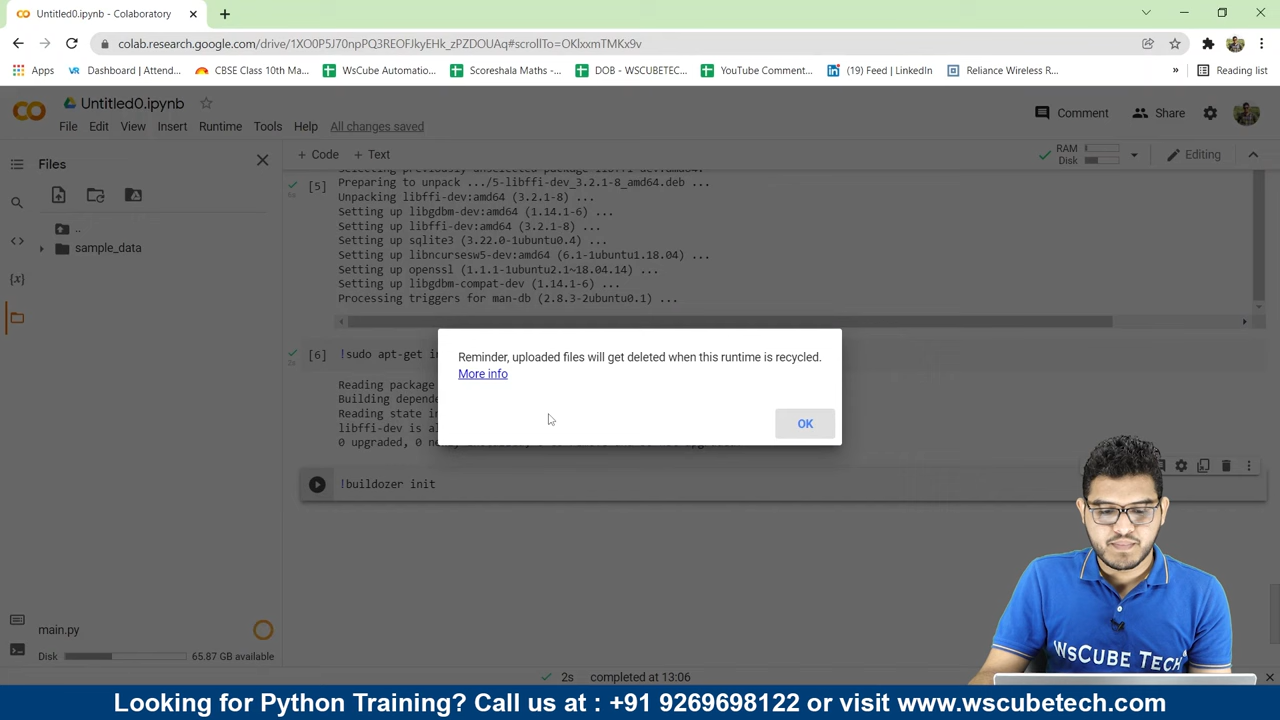 Untitled0.ipynb - Colaboratory
colab.research.google.com/drive/1XO0P5J70npPQ3REOFJkyEHk_zPZDOUAq#scrollTo=OKlxxmTMKx9v
Apps
Dashboard | Attend...
CBSE Class 10th Ma...
WsCube Automatio...
Scoreshala Maths -...
DOB - WSCUBETEC...
YouTube Comment...
(19) Feed | LinkedIn
Reliance Wireless R...
»
Reading list
CO
Untitled0.ipynb
Comment
Share
File
Edit
View
Insert
Runtime
Tools
Help
All changes saved
Files
+ Code
+ Text
RAM
Disk
Editing
..
sample_data
{x}
[5]
Preparing to unpack .../5-libffi-dev_3.2.1-8_amd64.deb ...
Unpacking libffi-dev:amd64 (3.2.1-8) ...
Setting up libgdbm-dev:amd64 (1.14.1-6) ...
Setting up libffi-dev:amd64 (3.2.1-8) ...
Setting up sqlite3 (3.22.0-1ubuntu0.4) ...
Setting up libncursesw5-dev:amd64 (6.1-1ubuntu1.18.04) ...
Setting up openssl (1.1.1-1ubuntu2.1~18.04.14) ...
Setting up libgdbm-compat-dev (1.14.1-6) ...
Processing triggers for man-db (2.8.3-2ubuntu0.1) ...
Reminder, uploaded files will get deleted when this runtime is recycled.
More info
OK
[6]
!sudo apt-get in
Reading package
Building depende
Reading state in
libffi-dev is al
!buildozer init
main.py
Disk
65.87 GB available
2s completed at 13:06
WSCUBE TECH
Looking for Python Training? Call us at : +91 9269698122 or visit www.wscubetech.com